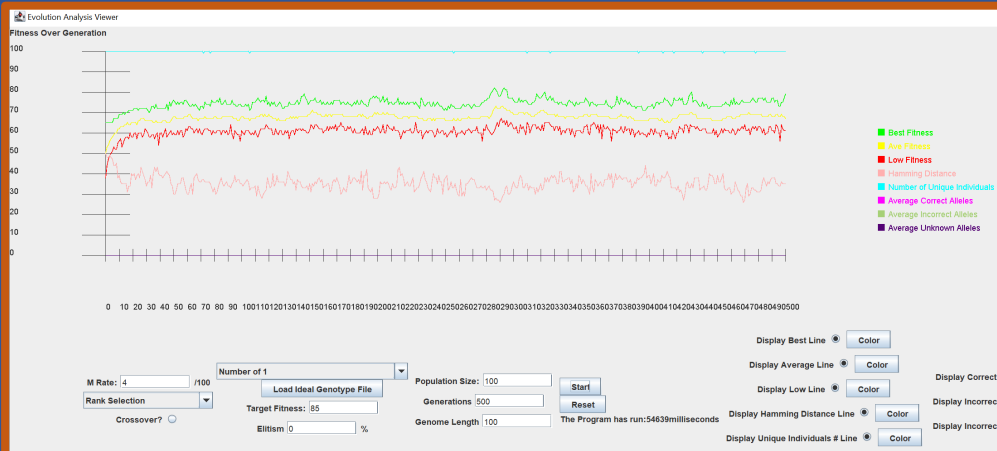 Evolution Analysis Viewer
Fitness Over Generation
100
90
80
70
60
50
40
30
20
10
0
Best Fitness
Ave Fitness
Low Fitness
Hamming Distance
Number of Unique Individuals
Average Correct Alleles
Average Incorrect Alleles
Average Unknown Alleles
0 10 20 30 40 50 60 70 80 90 100110120130140150160170180190200210220230240250260270280290300310320330340350360370380390400410420430440450460470480490500
Number of 1
M Rate: 4 /100
Load Ideal Genotype File
Rank Selection
Target Fitness: 85
Crossover?
Elitism 0 %
Population Size: 100
Start
Generations 500
Reset
Genome Length 100
The Program has run:54639milliseconds
Display Best Line Color
Display Average Line Color
Display Low Line Color
Display Hamming Distance Line Color
Display Unique Individuals # Line Color
Display Correct
Display Incorrec
Display Incorrec